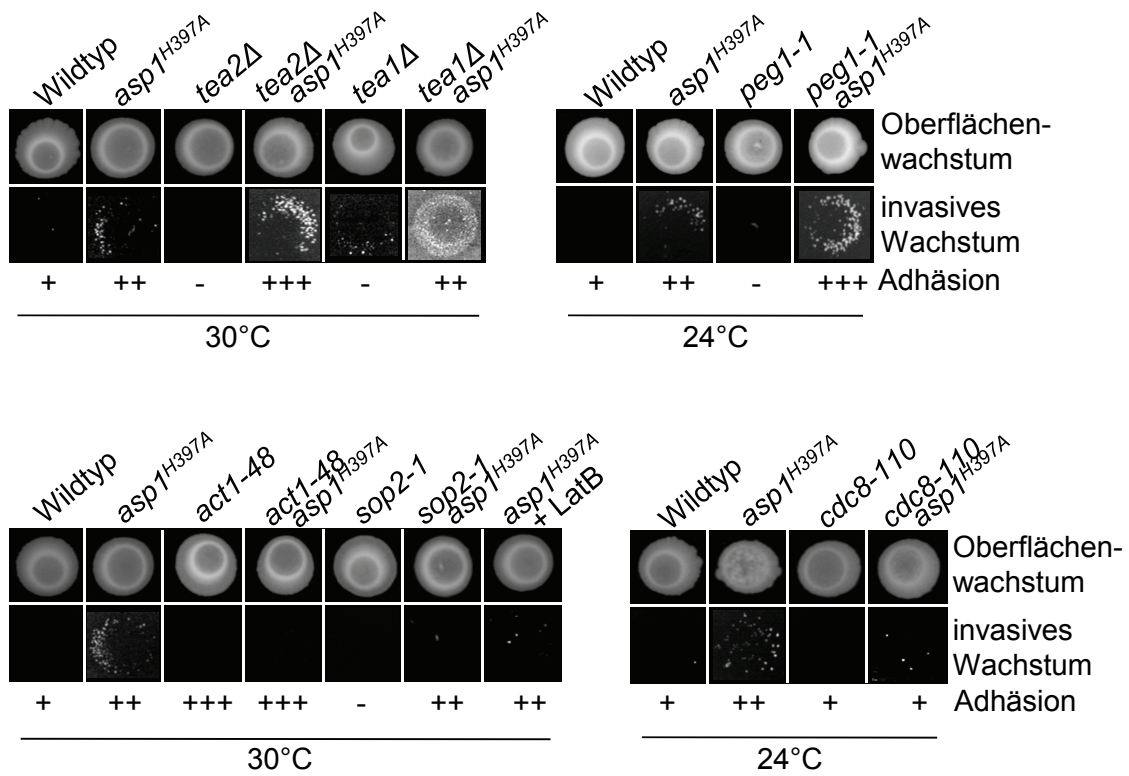 Wildtyp asp1H397A tea2Δ tea2Δ asp1H397A tea1Δ tea1Δ asp1H397A
Wildtyp asp1H397A peg1-1 peg1-1 asp1H397A
Oberflächen-
wachstum
invasives
Wachstum
+ ++ - +++ - ++
+ ++ - +++ Adhäsion
30°C
24°C
Wildtyp asp1H397A act1-48 act1-48 asp1H397A sop2-1 sop2-1 asp1H397A asp1H397A + LatB
Wildtyp asp1H397A cdc8-110 cdc8-110 asp1H397A
Oberflächen-
wachstum
invasives
Wachstum
+ ++ +++ +++ - ++ ++
+ ++ + + Adhäsion
30°C
24°C